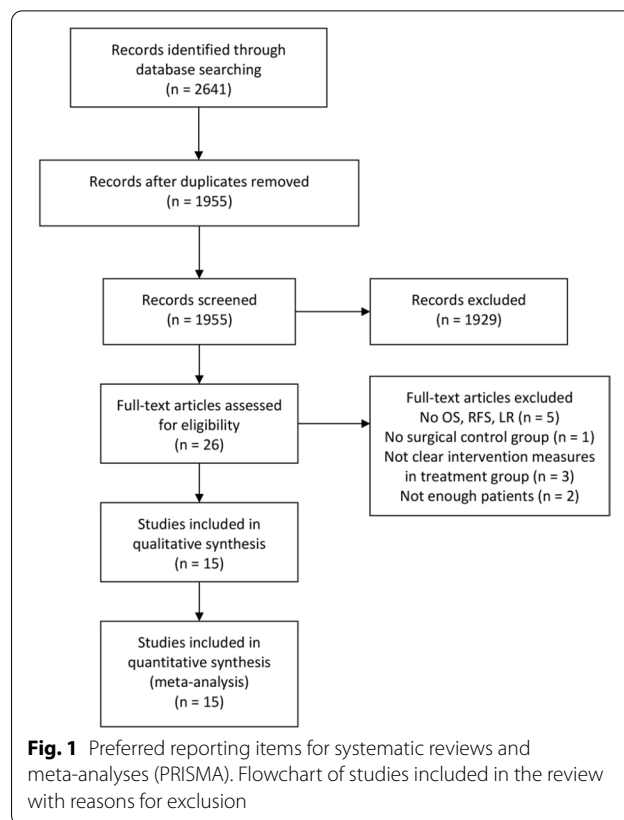 Records identified through
database searching
(n = 2641)
Records after duplicates removed
(n = 1955)
Records screened
(n = 1955)
Records excluded
(n = 1929)
Full-text articles assessed
for eligibility
(n = 26)
Full-text articles excluded
No OS, RFS, LR (n = 5)
No surgical control group (n = 1)
Not clear intervention measures
in treatment group (n = 3)
Not enough patients (n = 2)
Studies included in
qualitative synthesis
(n = 15)
Studies included in
quantitative synthesis
(meta-analysis)
(n = 15)
Fig. 1 Preferred reporting items for systematic reviews and
meta-analyses (PRISMA). Flowchart of studies included in the review
with reasons for exclusion